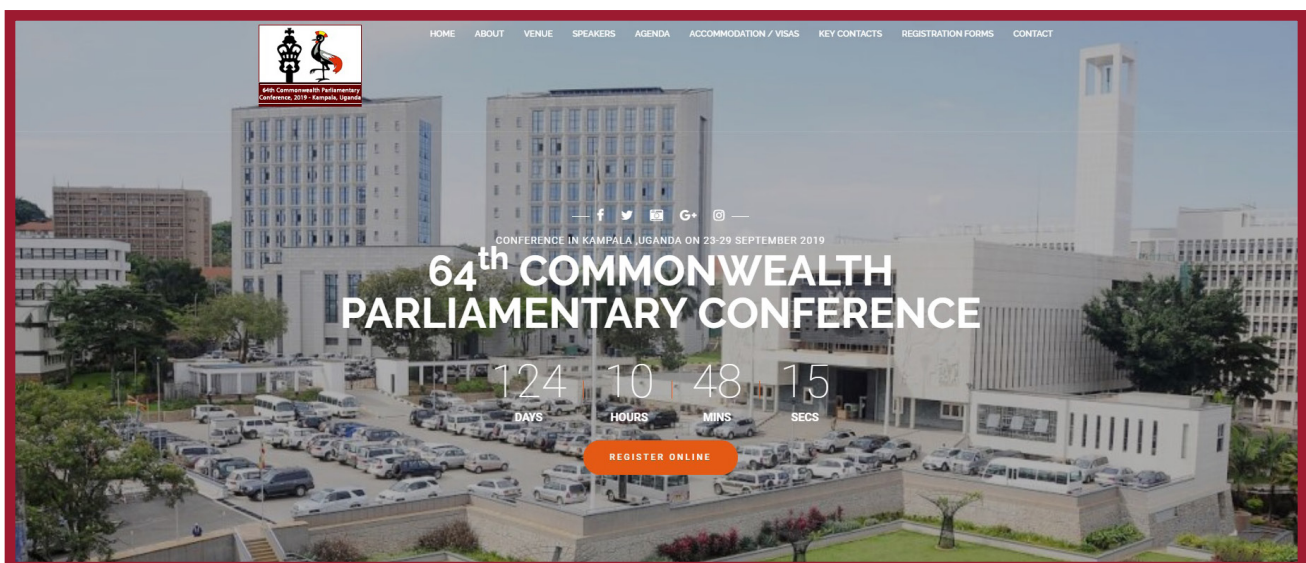 64th Commonwealth Parliamentary
Conference, 2019 - Kampala, Uganda
HOME ABOUT VENUE SPEAKERS AGENDA ACCOMMODATION / VISAS KEY CONTACTS REGISTRATION FORMS CONTACT
CONFERENCE IN KAMPALA ,UGANDA ON 23-29 SEPTEMBER 2019
64th COMMONWEALTH
PARLIAMENTARY CONFERENCE
124 10 48 15
DAYS HOURS MINS SECS
REGISTER ONLINE